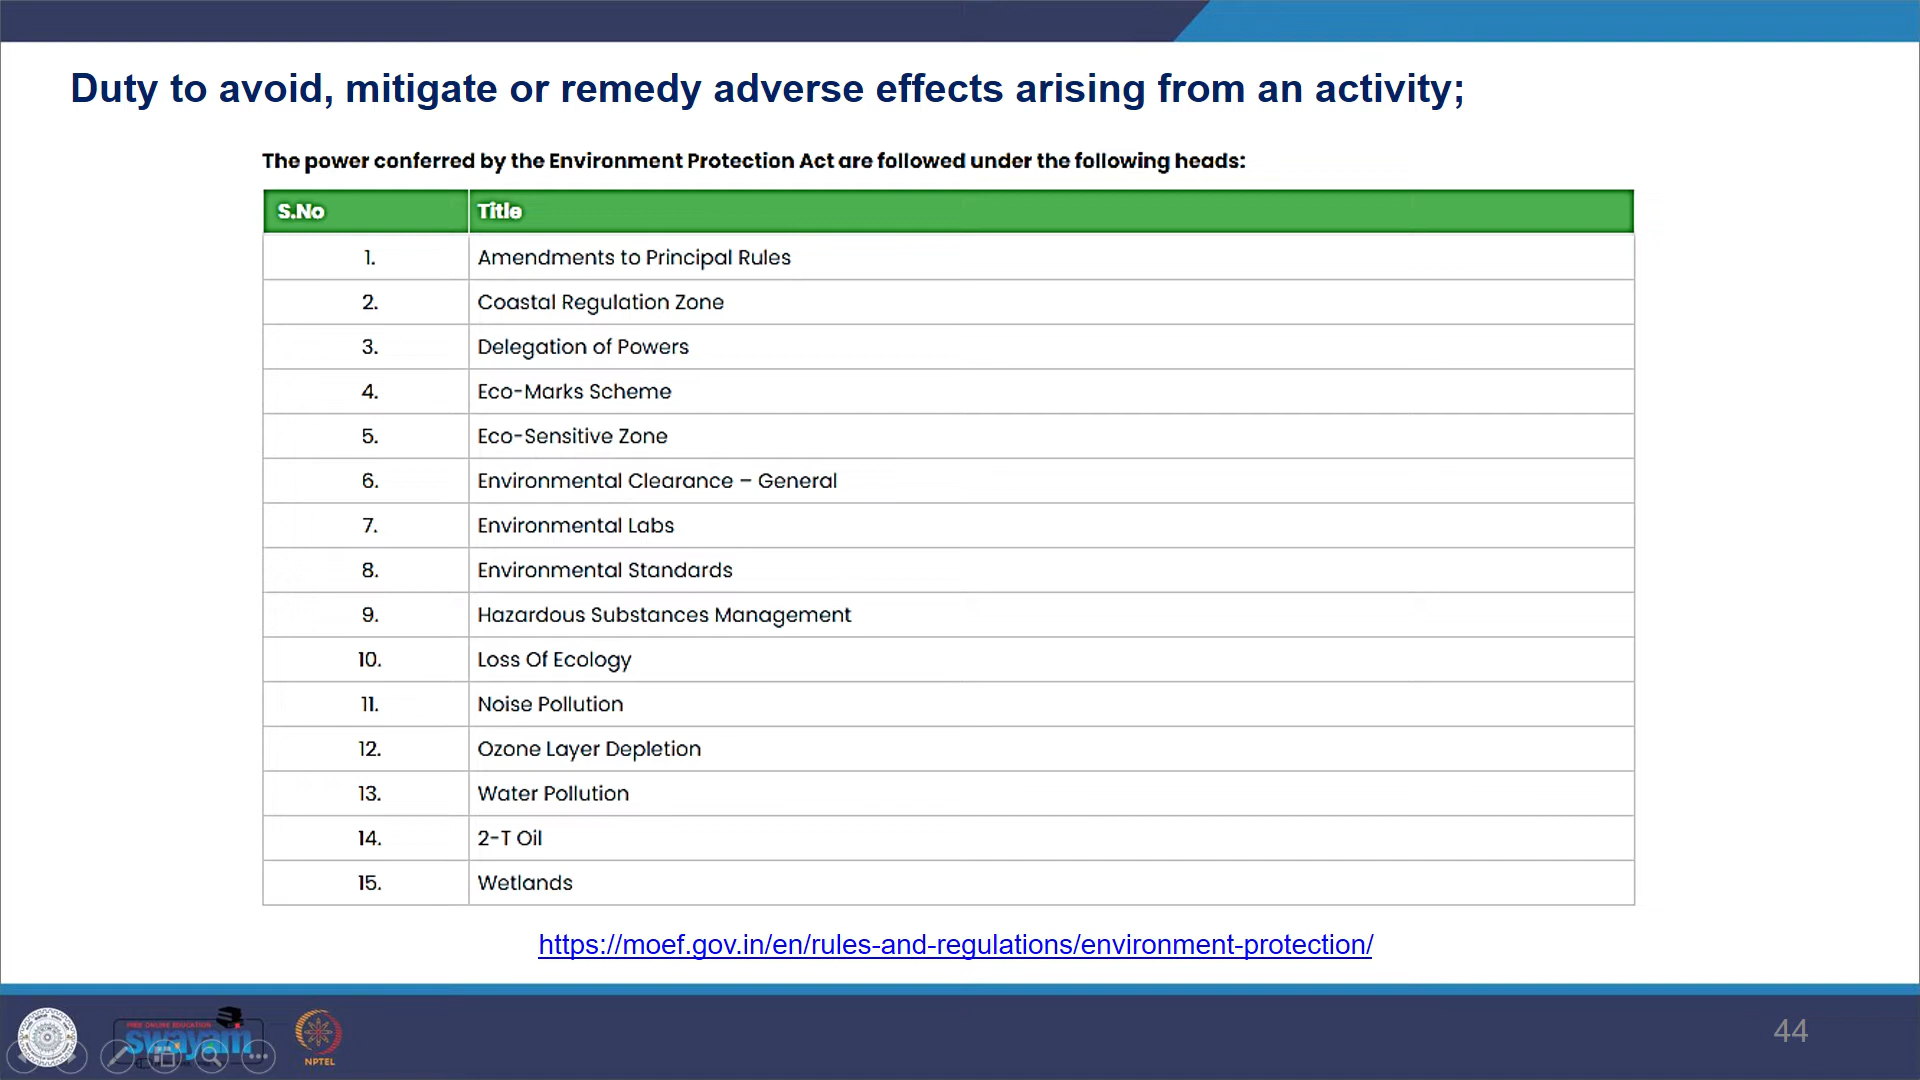 Duty to avoid, mitigate or remedy adverse effects arising from an activity;
The power conferred by the Environment Protection Act are followed under the following heads:
S.No Title
1. Amendments to Principal Rules
2. Coastal Regulation Zone
3. Delegation of Powers
4. Eco-Marks Scheme
5. Eco-Sensitive Zone
6. Environmental Clearance – General
7. Environmental Labs
8. Environmental Standards
9. Hazardous Substances Management
10. Loss Of Ecology
11. Noise Pollution
12. Ozone Layer Depletion
13. Water Pollution
14. 2-T Oil
15. Wetlands
https://moef.gov.in/en/rules-and-regulations/environment-protection/
FREE ONLINE EDUCATION
swayam
NPTEL
44